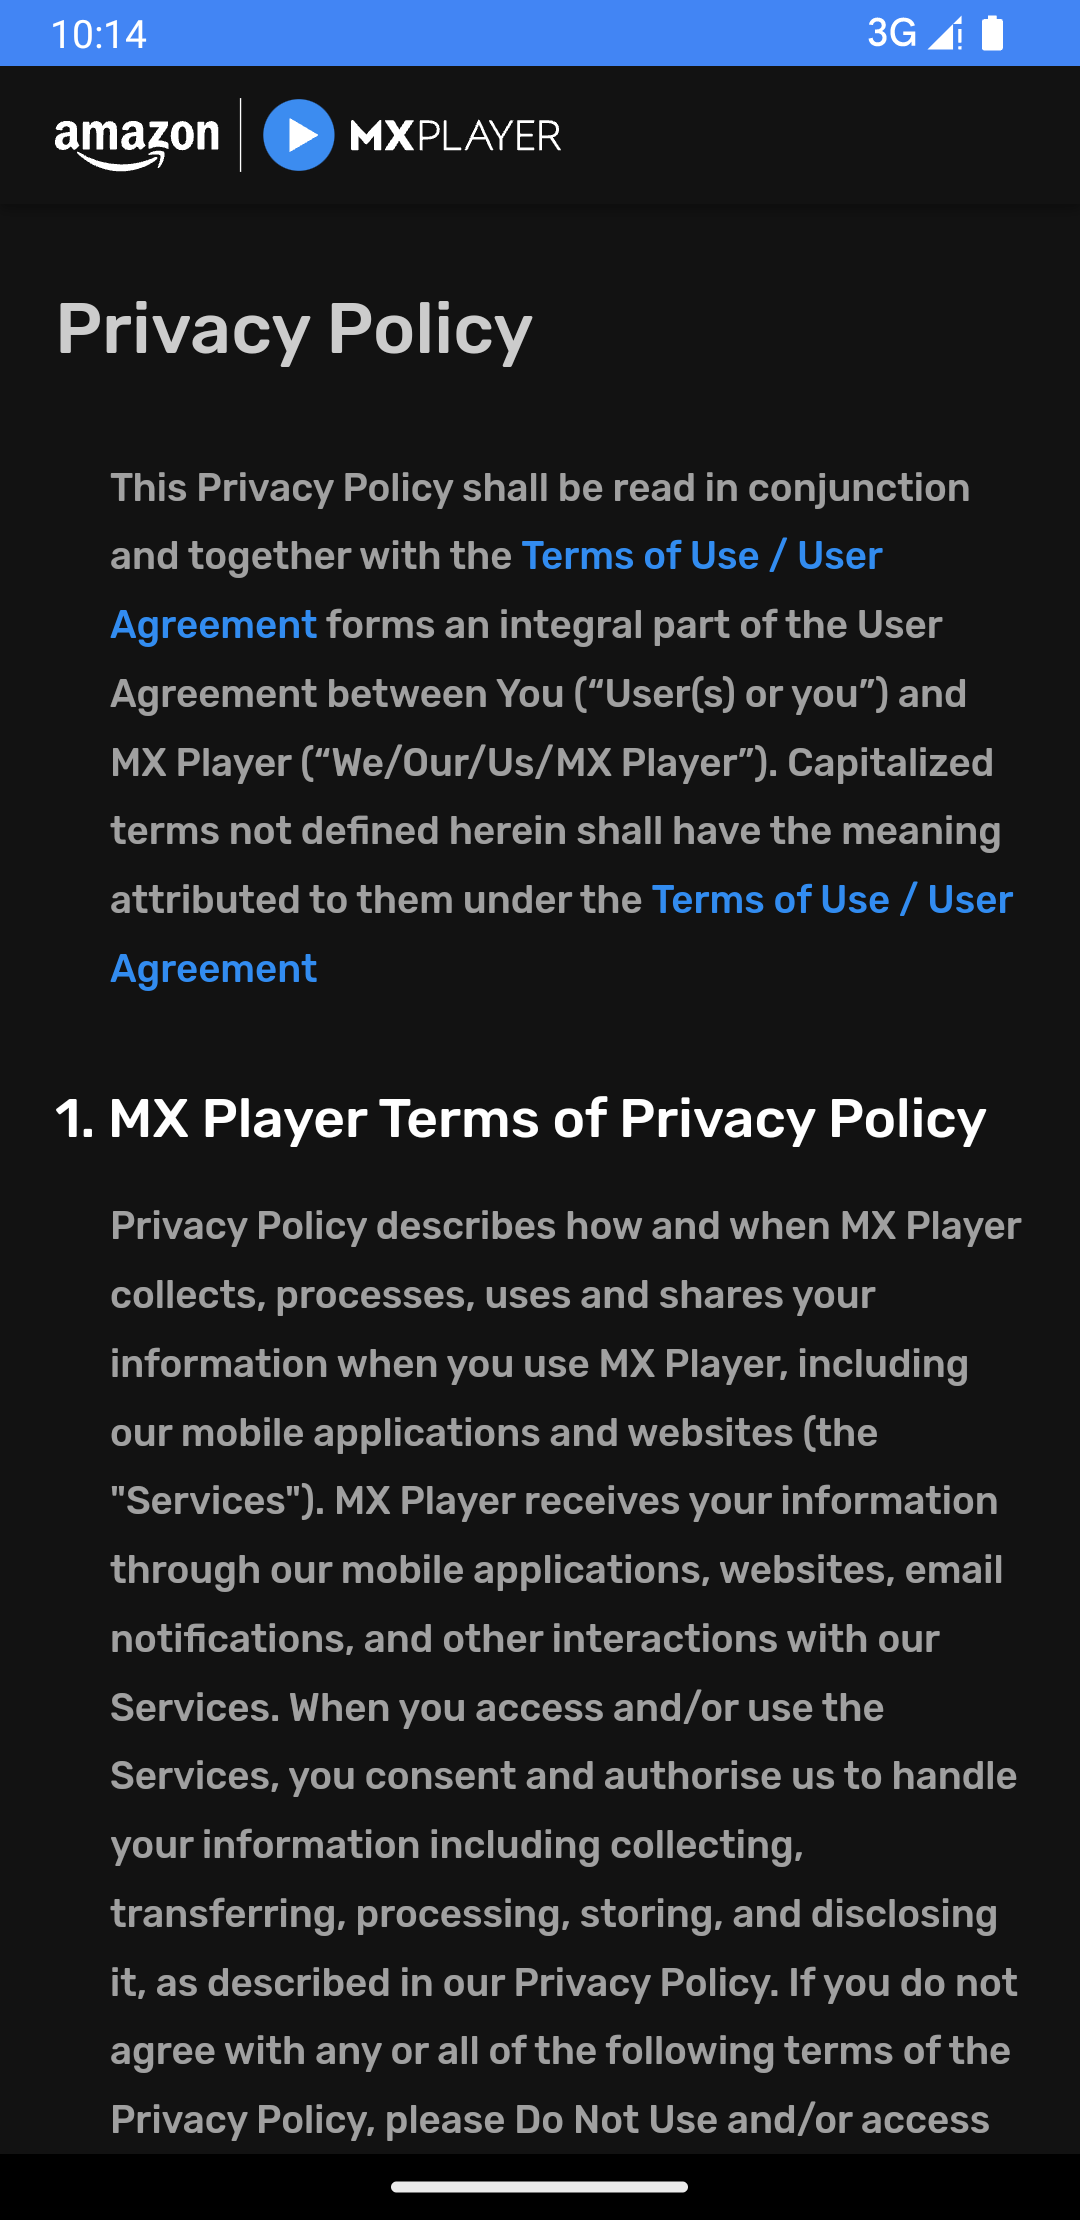 10:14 3G
amazon MXPLAYER
Privacy Policy
This Privacy Policy shall be read in conjunction
and together with the Terms of Use / User
Agreement forms an integral part of the User
Agreement between You (“User(s) or you”) and
MX Player (“We/Our/Us/MX Player”). Capitalized
terms not defined herein shall have the meaning
attributed to them under the Terms of Use / User
Agreement
1. MX Player Terms of Privacy Policy
Privacy Policy describes how and when MX Player
collects, processes, uses and shares your
information when you use MX Player, including
our mobile applications and websites (the
"Services"). MX Player receives your information
through our mobile applications, websites, email
notifications, and other interactions with our
Services. When you access and/or use the
Services, you consent and authorise us to handle
your information including collecting,
transferring, processing, storing, and disclosing
it, as described in our Privacy Policy. If you do not
agree with any or all of the following terms of the
Privacy Policy, please Do Not Use and/or access